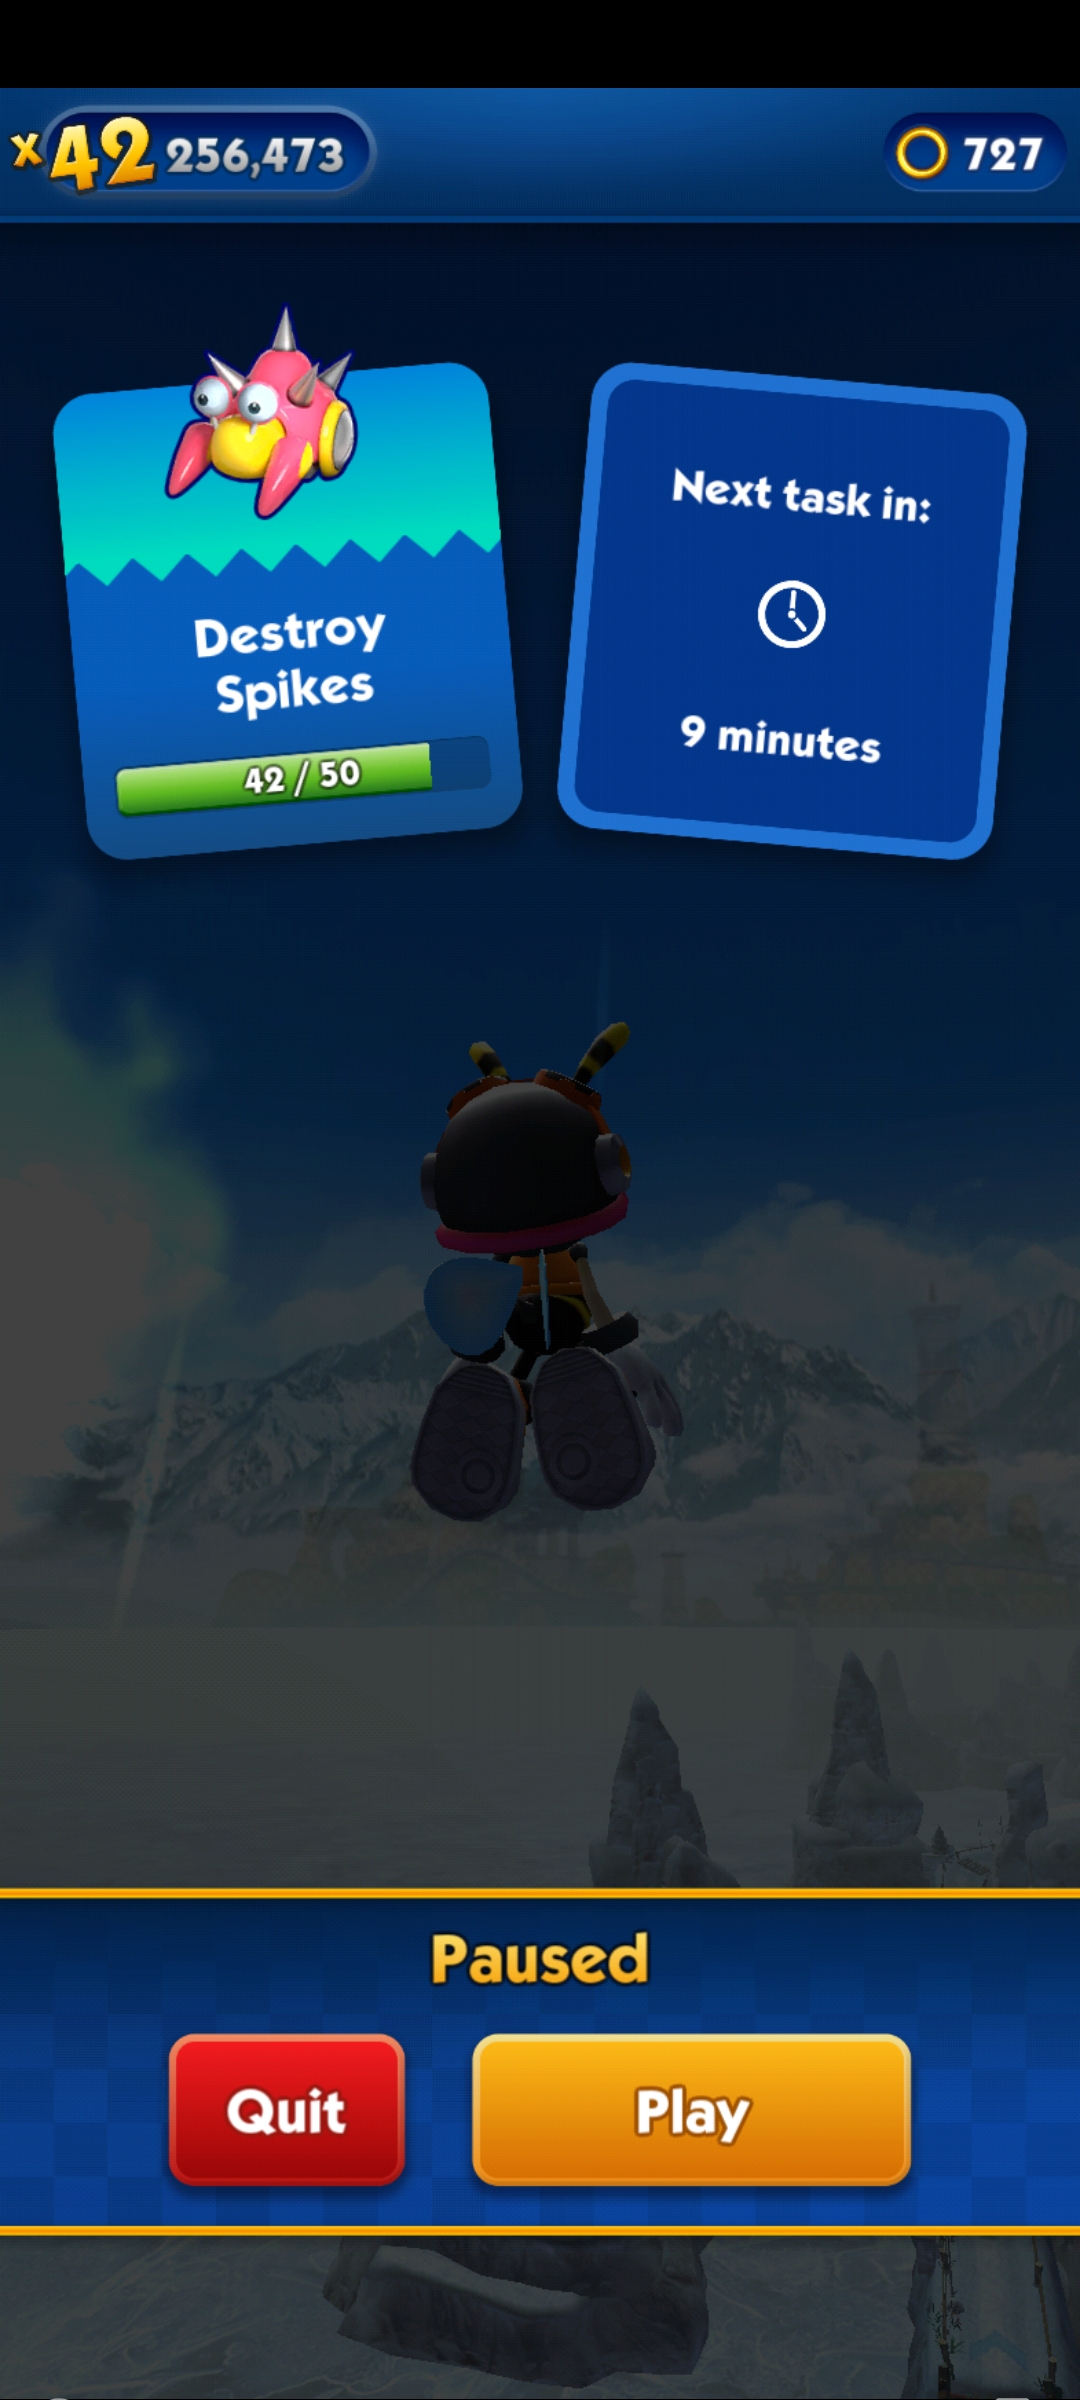 x42 256,473
727
Destroy
Spikes
42 / 50
Next task in:
9 minutes
Paused
Quit
Play